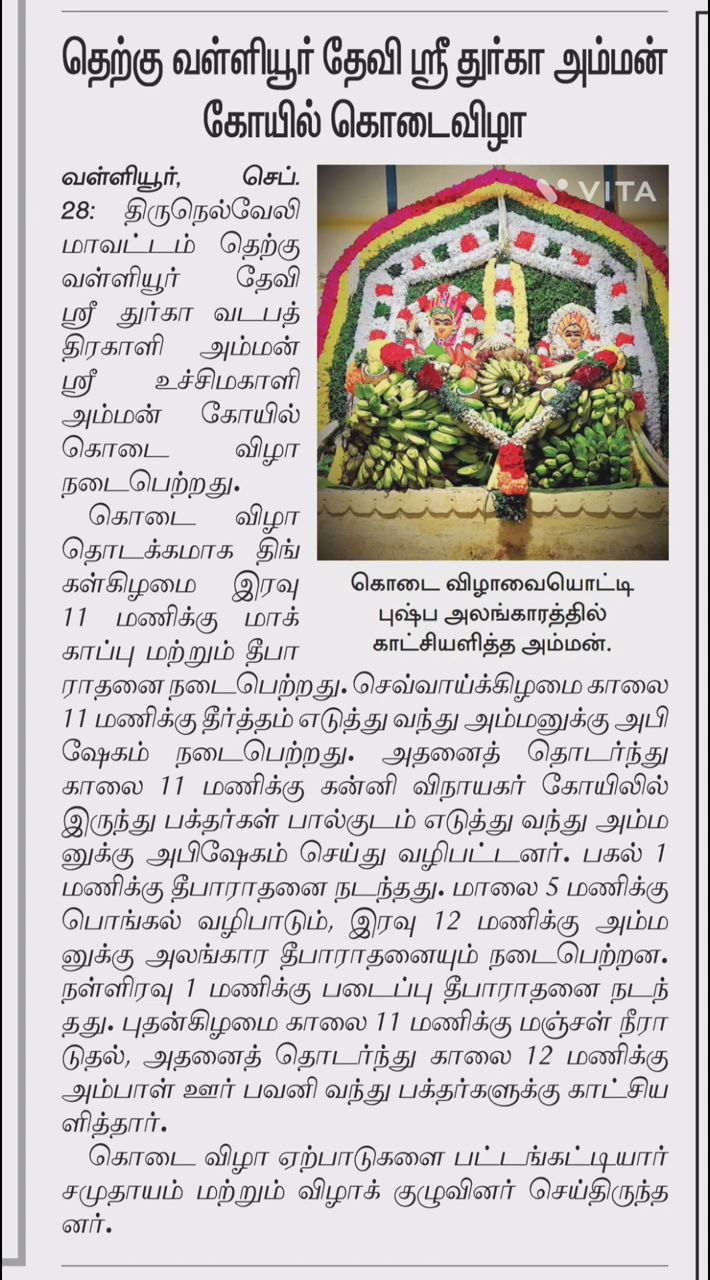 தெற்கு வள்ளியூர் தேவி ஸ்ரீ துர்கா அம்மன்
கோயில் கொடைவிழா
வள்ளியூர், செப்.
28: திருநெல்வேலி
மாவட்டம் தெற்கு
வள்ளியூர் தேவி
ஸ்ரீ துர்கா வடபத்
திரகாளி அம்மன்
ஸ்ரீ உச்சிமகாளி
அம்மன் கோயில்
கொடை விழா
நடைபெற்றது.
கொடை விழா
தொடக்கமாக திங்
கள்கிழமை இரவு
11 மணிக்கு மாக்
காப்பு மற்றும் தீபா
ராதனை நடைபெற்றது. செவ்வாய்க்கிழமை காலை
11 மணிக்கு தீர்த்தம் எடுத்து வந்து அம்மனுக்கு அபி
ஷேகம் நடைபெற்றது. அதனைத் தொடர்ந்து
காலை 11 மணிக்கு கன்னி விநாயகர் கோயிலில்
இருந்து பக்தர்கள் பால்குடம் எடுத்து வந்து அம்ம
னுக்கு அபிஷேகம் செய்து வழிபட்டனர். பகல் 1
மணிக்கு தீபாராதனை நடந்தது. மாலை 5 மணிக்கு
பொங்கல் வழிபாடும், இரவு 12 மணிக்கு அம்ம
னுக்கு அலங்கார தீபாராதனையும் நடைபெற்றன.
நள்ளிரவு 1 மணிக்கு படைப்பு தீபாராதனை நடந்
தது. புதன்கிழமை காலை 11 மணிக்கு மஞ்சள் நீரா
டுதல், அதனைத் தொடர்ந்து காலை 12 மணிக்கு
அம்பாள் ஊர் பவனி வந்து பக்தர்களுக்கு காட்சிய
ளித்தார்.
கொடை விழா ஏற்பாடுகளை பட்டங்கட்டியார்
சமுதாயம் மற்றும் விழாக் குழுவினர் செய்திருந்த
னர்.
VITA
கொடை விழாவையொட்டி
புஷ்ப அலங்காரத்தில்
காட்சியளித்த அம்மன்.